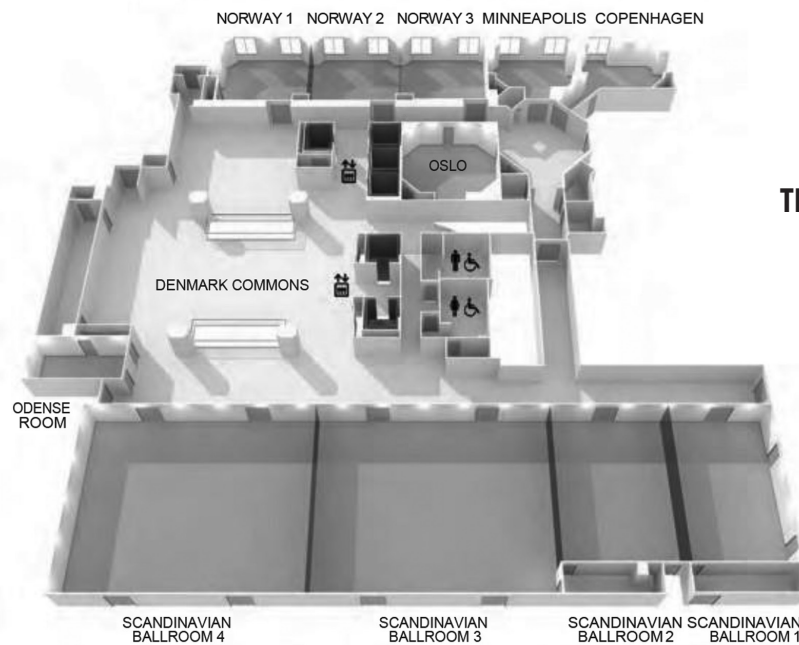 NORWAY 1 NORWAY 2 NORWAY 3 MINNEAPOLIS COPENHAGEN
OSLO
DENMARK COMMONS
ODENSE
ROOM
SCANDINAVIAN
BALLROOM 4
SCANDINAVIAN
BALLROOM 3
SCANDINAVIAN
BALLROOM 2
SCANDINAVIAN
BALLROOM 1